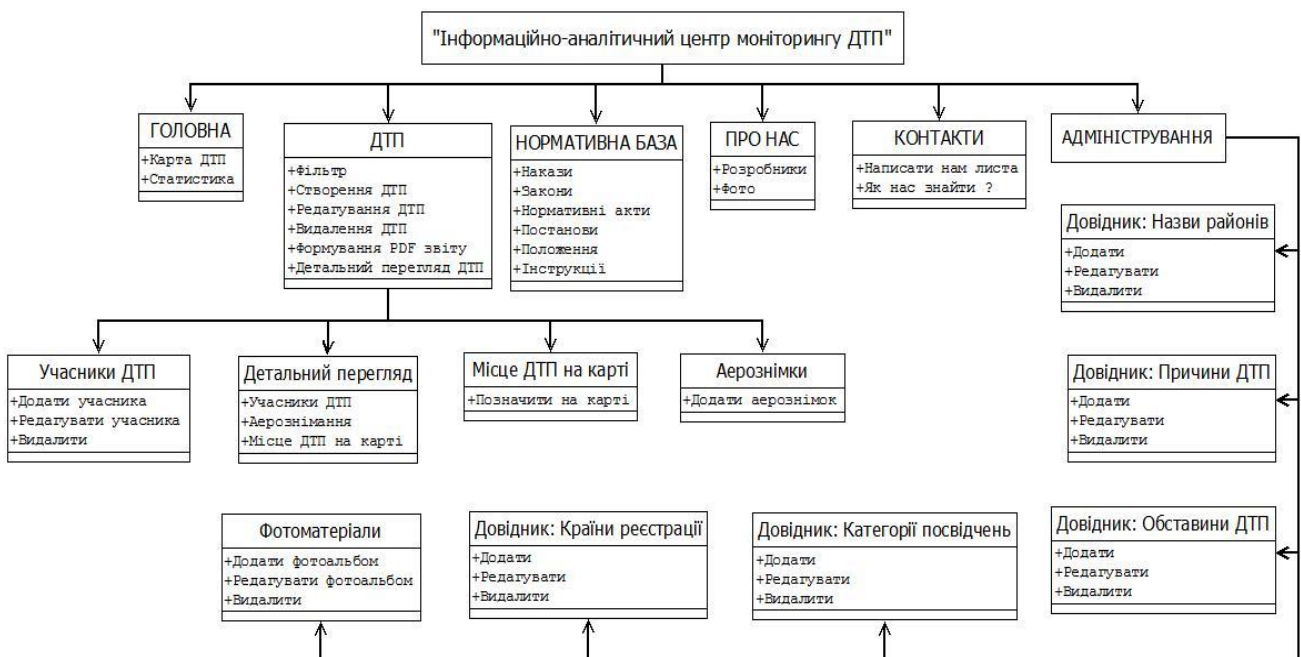 "Інформаційно-аналітичний центр моніторингу ДТП"
ГОЛОВНА
+Карта ДТП
+Статистика
ДТП
+Фільтр
+Створення ДТП
+Редагування ДТП
+Видалення ДТП
+Формування PDF звіту
+Детальний перегляд ДТП
НОРМАТИВНА БАЗА
+Накази
+Закони
+Нормативні акти
+Постанови
+Положення
+Інструкції
ПРО НАС
+Розробники
+Фото
КОНТАКТИ
+Написати нам листа
+Як нас знайти ?
АДМІНІСТРУВАННЯ
Довідник: Назви районів
+Додати
+Редагувати
+Видалити
Учасники ДТП
+Додати учасника
+Редагувати учасника
+Видалити
Детальний перегляд
+Учасники ДТП
+Аерознімання
+Місце ДТП на карті
Місце ДТП на карті
+Позначити на карті
Аерознімки
+Додати аерознімок
Довідник: Причини ДТП
+Додати
+Редагувати
+Видалити
Фотоматеріали
+Додати фотоальбом
+Редагувати фотоальбом
+Видалити
Довідник: Країни реєстрації
+Додати
+Редагувати
+Видалити
Довідник: Категорії посвідчень
+Додати
+Редагувати
+Видалити
Довідник: Обставини ДТП
+Додати
+Редагувати
+Видалити